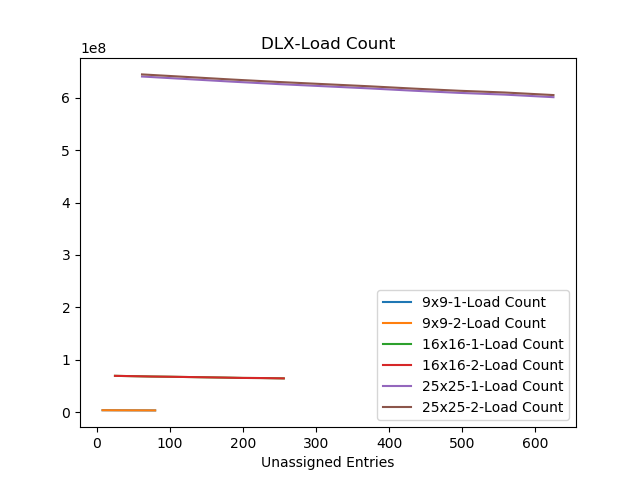 DLX-Load Count
1e8
6
5
4
3
2
1
0
0 100 200 300 400 500 600
Unassigned Entries
9x9-1-Load Count
9x9-2-Load Count
16x16-1-Load Count
16x16-2-Load Count
25x25-1-Load Count
25x25-2-Load Count